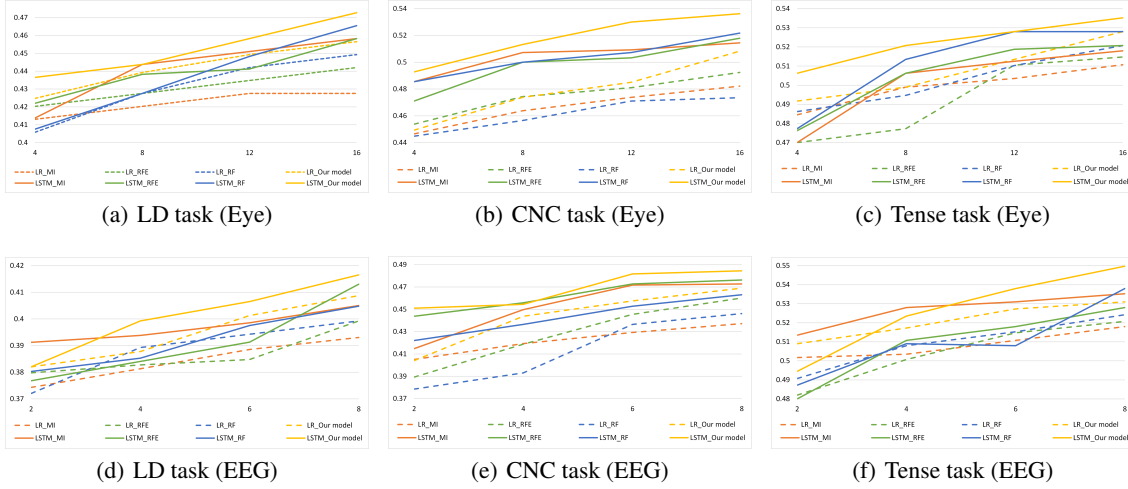 0.47
0.46
0.45
0.44
0.43
0.42
0.41
0.4
4 8 12 16
LR_MI LR_RFE LR_RF LR_Our model
LSTM_MI LSTM_RFE LSTM_RF LSTM_Our model
(a) LD task (Eye)
0.54
0.52
0.5
0.48
0.46
0.44
4 8 12 16
LR_MI LR_RFE LR_RF LR_Our model
LSTM_MI LSTM_RFE LSTM_RF LSTM_Our model
(b) CNC task (Eye)
0.54
0.53
0.52
0.51
0.5
0.49
0.48
0.47
4 8 12 16
LR_MI LR_RFE LR_RF LR_Our model
LSTM_MI LSTM_RFE LSTM_RF LSTM_Our model
(c) Tense task (Eye)
0.42
0.41
0.4
0.39
0.38
0.37
2 4 6 8
LR_MI LR_RFE LR_RF LR_Our model
LSTM_MI LSTM_RFE LSTM_RF LSTM_Our model
(d) LD task (EEG)
0.49
0.47
0.45
0.43
0.41
0.39
0.37
2 4 6 8
LR_MI LR_RFE LR_RF LR_Our model
LSTM_MI LSTM_RFE LSTM_RF LSTM_Our model
(e) CNC task (EEG)
0.55
0.54
0.53
0.52
0.51
0.5
0.49
0.48
2 4 6 8
LR_MI LR_RFE LR_RF LR_Our model
LSTM_MI LSTM_RFE LSTM_RF LSTM_Our model
(f) Tense task (EEG)